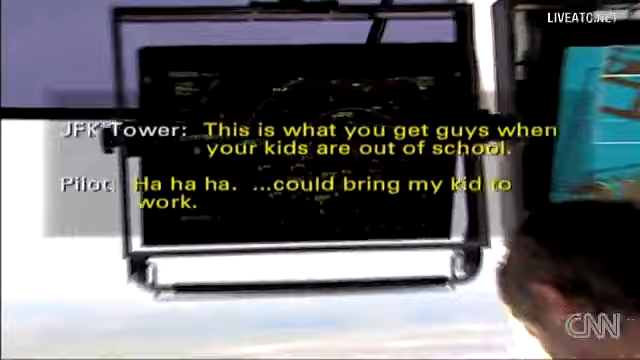 LIVEATC.NET
JFK Tower: This is what you get guys when
your kids are out of school.
Pilot: Ha ha ha. ...could bring my kid to
work.
CNN